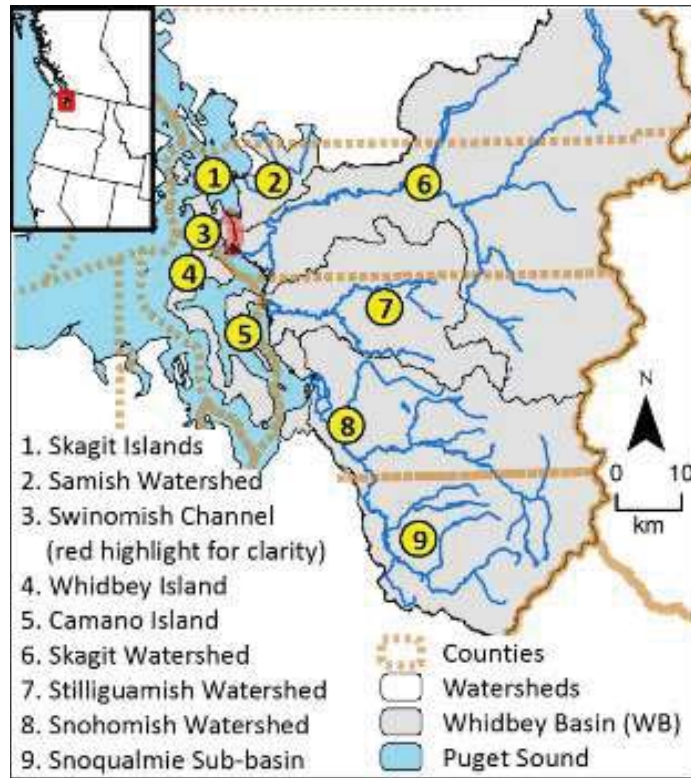 1
2
6
3
4
7
5
8
9
N
0 10
km
1. Skagit Islands
2. Samish Watershed
3. Swinomish Channel
(red highlight for clarity)
4. Whidbey Island
5. Camano Island
6. Skagit Watershed
7. Stilliguamish Watershed
8. Snohomish Watershed
9. Snoqualmie Sub-basin
Counties
Watersheds
Whidbey Basin (WB)
Puget Sound